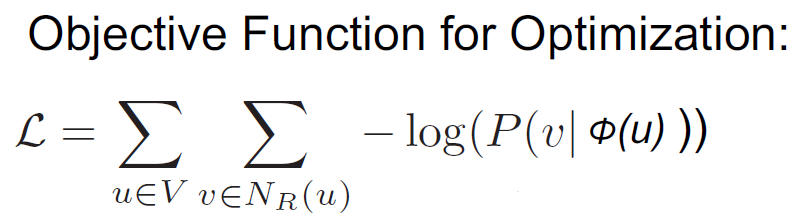 Objective Function for Optimization:
ℒ = ∑ ∑ − log(P(v| Φ(u) ))
u∈V v∈N_R(u)